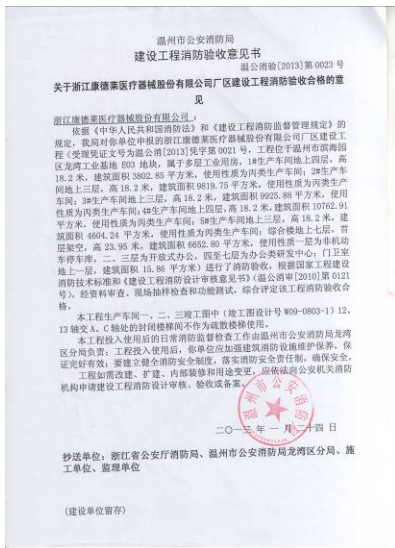 温州市公安消防局
建设工程消防验收意见书
温公消验[2013]第0023号
关于浙江康德莱医疗器械股份有限公司厂区建设工程消防验收合格的意
见
浙江康德莱医疗器械股份有限公司：
依据《中华人民共和国消防法》和《建设工程消防监督管理规定》的
规定，我局对你单位申报的浙江康德莱医疗器械股份有限公司厂区建设工
程（受理凭证文号为温公消[2013]凭字第0021号，工程位于温州市滨海园
区龙湾工业基地E03地块，属于多层工业用房，1#生产车间地上四层，高
18.2米，建筑面积3802.85平方米，使用性质为丙类生产车间；2#生产车
间地上三层，高18.2米，建筑面积9819.75平方米，使用性质为丙类生产
车间；3#生产车间地上三层，高18.2米，建筑面积9925.88平方米，使用
性质为丙类生产车间；4#生产车间地上四层，高18.2米，建筑面积10762.91
平方米，使用性质为丙类生产车间；5#生产车间地上三层，高18.2米，建
筑面积4604.24平方米，使用性质为丙类生产车间；综合楼地上七层，首
层架空，高23.95米，建筑面积6652.80平方米，使用性质一层为非机动
车停车库，二、三层为开放式办公，四至七层为办公类研发中心；门卫室
地上一层，建筑面积15.86平方米）进行了消防验收，根据国家工程建设
消防技术标准和《建设工程消防设计审核意见书》（温公消审[2010]第0121
号），经资料审查、现场抽样检查和功能测试，综合评定该工程消防验收合
格。
本工程生产车间一、二、三竣工图中（竣工图设计号W09-0803-1）12、
13轴交A、C轴处的封闭楼梯间不作为疏散楼梯使用。
本工程投入使用后的日常消防监督检查工作由温州市公安消防局龙湾
区分局负责；工程投入使用后，你单位应加强建筑消防设施维护保养，保
证完好有效；要建立健全消防安全制度，落实消防安全责任制，确保安全。
工程如需改建、扩建、内部装修和用途变更，应依法向公安机关消防
机构申请建设工程消防设计审核、验收或备案。
温州市公安消防局
二〇一三年一月二十四日
抄送单位：浙江省公安厅消防局、温州市公安消防局龙湾区分局、施
工单位、监理单位
（建设单位留存）